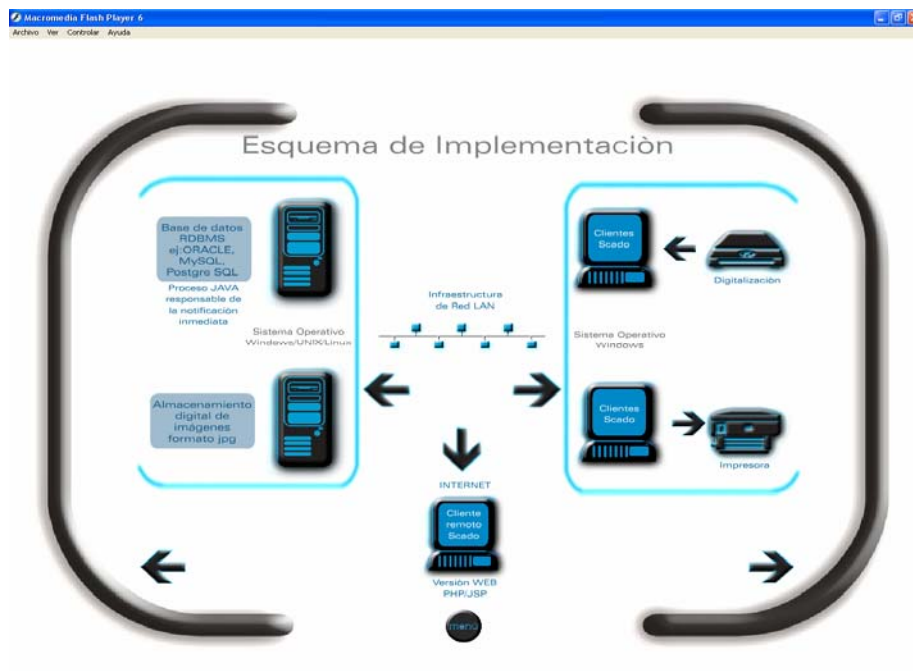 Macromedia Flash Player 6
Archivo Ver Controlar Ayuda
Esquema de Implementaciòn
Base de datos
RDBMS
ej:ORACLE,
MySQL,
Postgre SQL
Proceso JAVA
responsable de
la notificación
inmediata
Sistema Operativo
Windows/UNIX/Linux
Almacenamiento
digital de
imágenes
formato jpg
Infraestructura
de Red LAN
INTERNET
Cliente
remoto
Scado
Versión WEB
PHP/JSP
menú
Clientes
Scado
Digitalización
Sistema Operativo
Windows
Clientes
Scado
Impresora